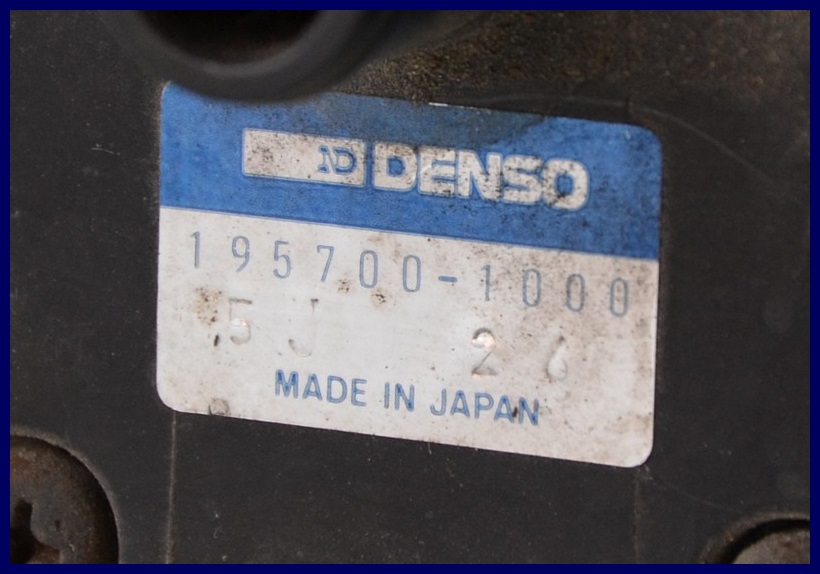 ND DENSO
195700-1000
5J 26
MADE IN JAPAN